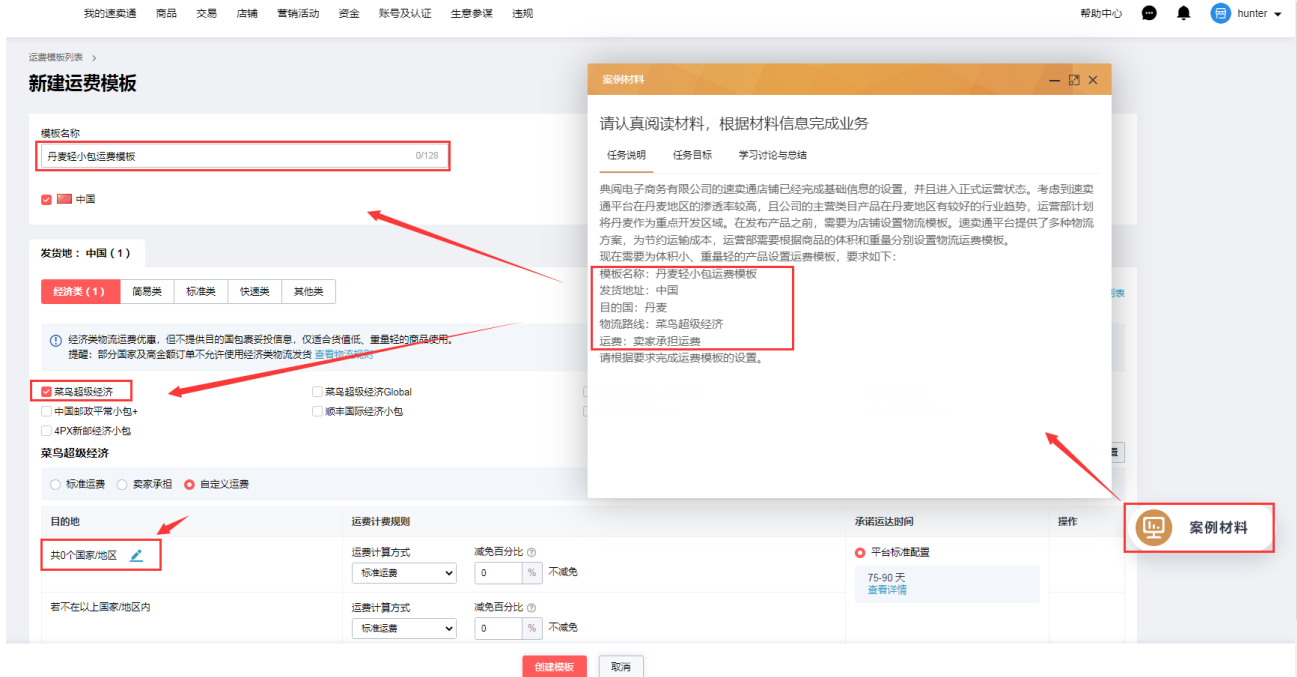 我的速卖通 商品 交易 店铺 营销活动 资金 账号及认证 生意参谋 违规 帮助中心 hunter
运费模板列表 >
新建运费模板
模板名称
丹麦轻小包运费模板 0/128
中国
发货地：中国（1）
经济类（1） 简易类 标准类 快速类 其他类
经济类物流运费优惠，但不提供目的国包裹妥投信息，仅适合货值低、重量轻的商品使用。
提醒：部分国家及高金额订单不允许使用经济类物流发货 查看物流规则
菜鸟超级经济 菜鸟超级经济Global
中国邮政平常小包+ 顺丰国际经济小包
4PX新邮经济小包
菜鸟超级经济
标准运费 卖家承担 自定义运费
目的地 运费计费规则 承诺运达时间 操作
共0个国家/地区 运费计算方式 减免百分比 平台标准配置
标准运费 0 % 不减免
75-90 天
查看详情
若不在以上国家/地区内 运费计算方式 减免百分比
标准运费 0 % 不减免
创建模板 取消
案例材料
请认真阅读材料，根据材料信息完成业务
任务说明 任务目标 学习讨论与总结
典阅电子商务有限公司的速卖通店铺已经完成基础信息的设置，并且进入正式运营状态。考虑到速卖
通平台在丹麦地区的渗透率较高，且公司的主营类目产品在丹麦地区有较好的行业趋势，运营部计划
将丹麦作为重点开发区域。在发布产品之前，需要为店铺设置物流模板。速卖通平台提供了多种物流
方案，为节约运输成本，运营部需要根据商品的体积和重量分别设置物流运费模板。
现在需要为体积小、重量轻的产品设置运费模板，要求如下：
模板名称：丹麦轻小包运费模板
发货地址：中国
目的国：丹麦
物流路线：菜鸟超级经济
运费：卖家承担运费
请根据要求完成运费模板的设置。
案例材料